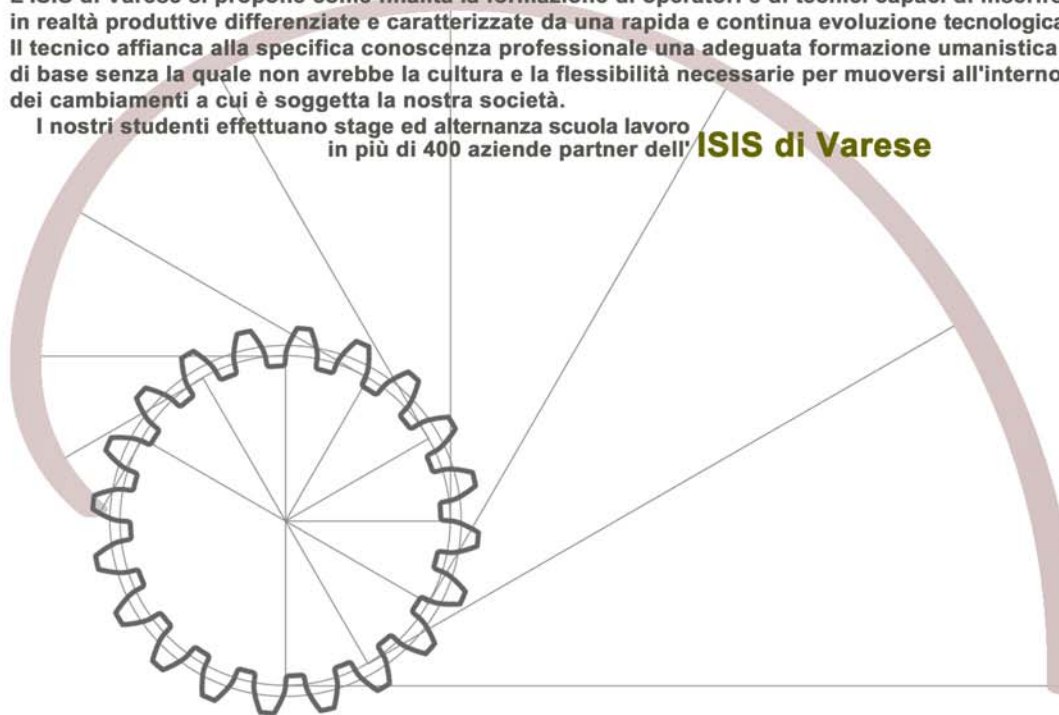 in realtà produttive differenziate e caratterizzate da una rapida e continua evoluzione tecnologica
Il tecnico affianca alla specifica conoscenza professionale una adeguata formazione umanistica
di base senza la quale non avrebbe la cultura e la flessibilità necessarie per muoversi all'interno
dei cambiamenti a cui è soggetta la nostra società.
I nostri studenti effettuano stage ed alternanza scuola lavoro
in più di 400 aziende partner dell' ISIS di Varese